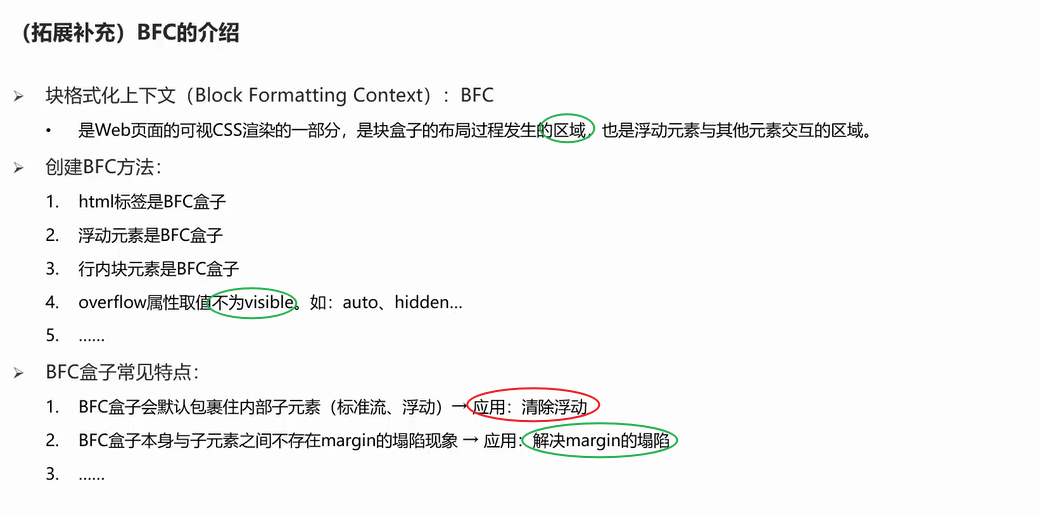 （拓展补充）BFC的介绍
➢ 块格式化上下文（Block Formatting Context）：BFC
• 是Web页面的可视CSS渲染的一部分，是块盒子的布局过程发生的区域，也是浮动元素与其他元素交互的区域。
➢ 创建BFC方法：
1. html标签是BFC盒子
2. 浮动元素是BFC盒子
3. 行内块元素是BFC盒子
4. overflow属性取值不为visible。如：auto、hidden…
5. ……
➢ BFC盒子常见特点：
1. BFC盒子会默认包裹住内部子元素（标准流、浮动）→ 应用：清除浮动
2. BFC盒子本身与子元素之间不存在margin的塌陷现象 → 应用：解决margin的塌陷
3. ……